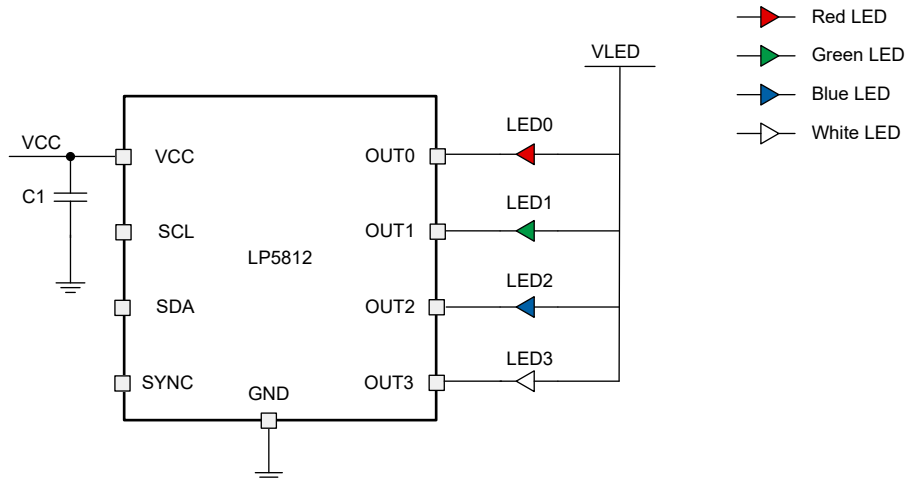 Red LED
Green LED
Blue LED
White LED
VLED
VCC
C1
VCC
SCL
SDA
SYNC
LP5812
GND
OUT0
OUT1
OUT2
OUT3
LED0
LED1
LED2
LED3